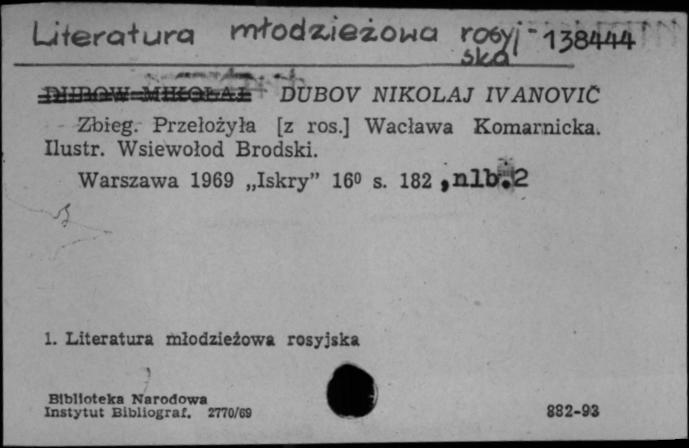 Literatura młodzieżowa rosyj- 138444
ska
DUBOW MIKOŁAJ DUBOV NIKOLAJ IVANOVIČ
Zbieg. Przełożyła [z ros.] Wacława Komarnicka.
Ilustr. Wsiewołod Brodski.
Warszawa 1969 „Iskry” 16⁰ s. 182, nlb. 2
1. Literatura młodzieżowa rosyjska
Biblioteka Narodowa
Instytut Bibliograf. 2770/69 882-93